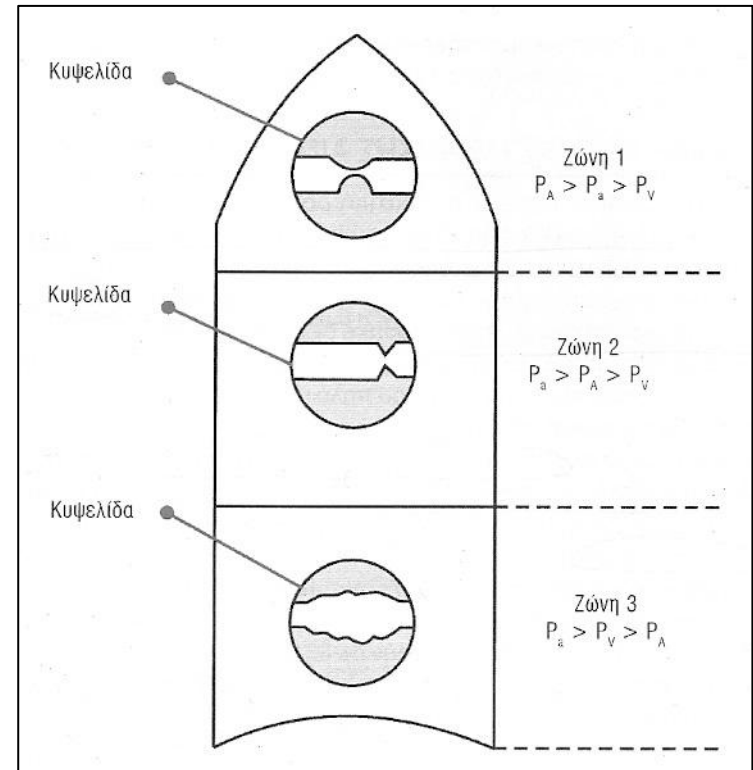 Κυψελίδα
Ζώνη 1
P_A > P_a > P_V
Κυψελίδα
Ζώνη 2
P_a > P_A > P_V
Κυψελίδα
Ζώνη 3
P_a > P_V > P_A